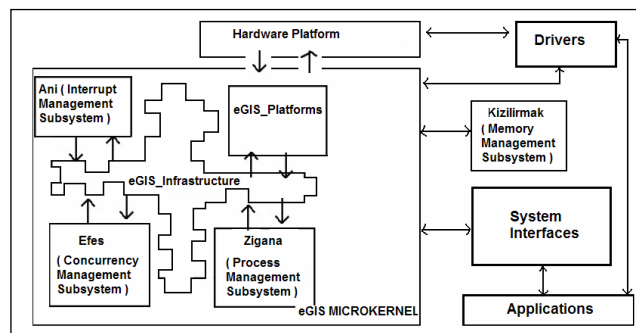 Hardware Platform
Drivers
Ani ( Interrupt
Management
Subsystem )
eGIS_Platforms
Kizilirmak
( Memory
Management
Subsystem )
eGIS_Infrastructure
System
Interfaces
Efes
( Concurrency
Management
Subsystem )
Zigana
( Process
Management
Subsystem )
eGIS MICROKERNEL
Applications